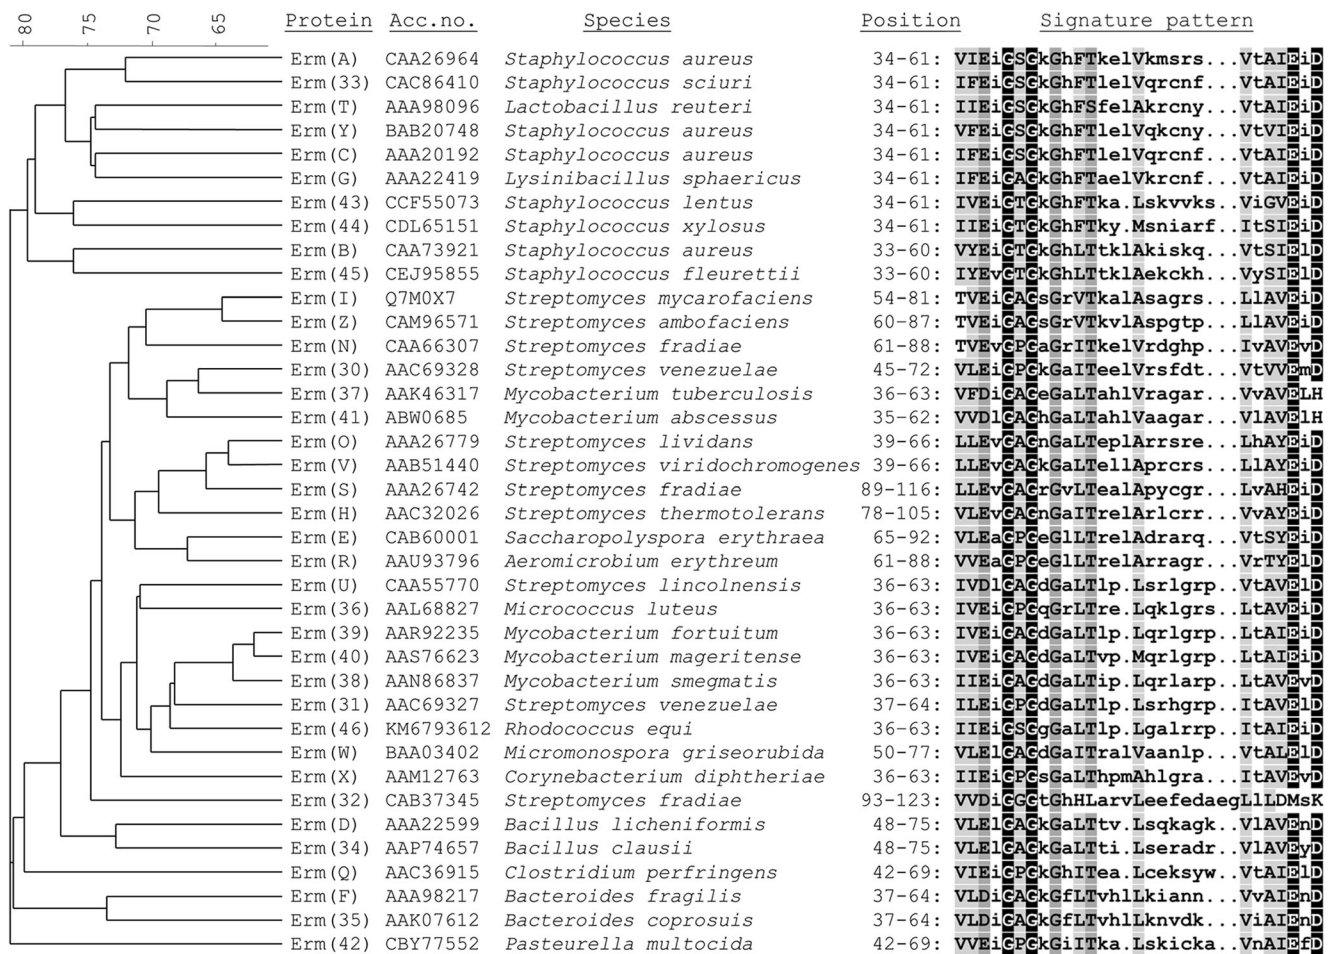 80 75 70 65 Protein Acc.no. Species Position Signature pattern
Erm(A) CAA26964 Staphylococcus aureus 34-61: VIEiGSGkGhFTkelVkmsrs...VtAIEiD
Erm(33) CAC86410 Staphylococcus sciuri 34-61: IFEiGSGkGhFTlelVqrcnf...VtAIEiD
Erm(T) AAA98096 Lactobacillus reuteri 34-61: IIEiGSGkGhFSfelAkrcny...VtAIEiD
Erm(Y) BAB20748 Staphylococcus aureus 34-61: VFEiGSGkGhFTlelVqkcny...VtVIEiD
Erm(C) AAA20192 Staphylococcus aureus 34-61: IFEiGSGkGhFTlelVqrcnf...VtAIEiD
Erm(G) AAA22419 Lysinibacillus sphaericus 34-61: IFEiGAGkGhFTaelVkrcnf...VtAIEiD
Erm(43) CCF55073 Staphylococcus lentus 34-61: IVEiGTGkGhFTka.Lskvvks..ViGVEiD
Erm(44) CDL65151 Staphylococcus xylosus 34-61: IIEiGTGkGhFTky.Msniarf..ItSIEiD
Erm(B) CAA73921 Staphylococcus aureus 33-60: VYEiGTGkGhLTtklAkiskq...VtSIElD
Erm(45) CEJ95855 Staphylococcus fleurettii 33-60: IYEvGTGkGhLTtklAekckh...VySIElD
Erm(I) Q7M0X7 Streptomyces mycarofaciens 54-81: TVEiGAGsGrVTkalAsagrs...LlAVEiD
Erm(Z) CAM96571 Streptomyces ambofaciens 60-87: TVEiGAGsGrVTkvlAspgtp...LlAVEiD
Erm(N) CAA66307 Streptomyces fradiae 61-88: TVEvGPGaGrITkelVrdghp...IvAVEvD
Erm(30) AAC69328 Streptomyces venezuelae 45-72: VLEiGPGkGaITeelVrsfdt...VtVVEmD
Erm(37) AAK46317 Mycobacterium tuberculosis 36-63: VFDiGAGeGaLTahlVragar...VvAVELH
Erm(41) ABW0685 Mycobacterium abscessus 35-62: VVDlGAGhGaLTahlVaagar...VlAVElH
Erm(O) AAA26779 Streptomyces lividans 39-66: LLEvGAGnGaLTeplArrsre...LhAYEiD
Erm(V) AAB51440 Streptomyces viridochromogenes 39-66: LLEvGAGkGaLTellAprcrs...LlAYEiD
Erm(S) AAA26742 Streptomyces fradiae 89-116: LLEvGAGrGvLTealApycgr...LvAHEiD
Erm(H) AAC32026 Streptomyces thermotolerans 78-105: VLEvGAGnGaITrelArlcrr...VvAYEiD
Erm(E) CAB60001 Saccharopolyspora erythraea 65-92: VLEaGPGeGlLTrelAdrarq...VtSYEiD
Erm(R) AAU93796 Aeromicrobium erythreum 61-88: VVEaGPGeGlLTrelArragr...VrTYElD
Erm(U) CAA55770 Streptomyces lincolnensis 36-63: IVDlGAGdGaLTlp.Lsrlgrp..VtAVElD
Erm(36) AAL68827 Micrococcus luteus 36-63: IVEiGPGqGrLTre.Lqklgrs..LtAVEiD
Erm(39) AAR92235 Mycobacterium fortuitum 36-63: IVEiGAGdGaLTlp.Lqrlgrp..LtAIEiD
Erm(40) AAS76623 Mycobacterium mageritense 36-63: IVEiGAGdGaLTvp.Mqrlgrp..LtAIEiD
Erm(38) AAN86837 Mycobacterium smegmatis 36-63: IIEiGAGdGaLTip.Lqrlarp..LtAVEvD
Erm(31) AAC69327 Streptomyces venezuelae 37-64: ILEiGAGdGaLTlp.Lsrhgrp..ItAVElD
Erm(46) KM6793612 Rhodococcus equi 36-63: IIEiGSGgGaLTlp.Lgalrrp..ItAIEiD
Erm(W) BAA03402 Micromonospora griseorubida 50-77: VLElGAGdGaITralVaanlp...VtALElD
Erm(X) AAM12763 Corynebacterium diphtheriae 36-63: IIEiGPGsGaLThpmAhlgra...ItAVEvD
Erm(32) CAB37345 Streptomyces fradiae 93-123: VVDiGGGtGhHLarvLeefedaegLlLDMsK
Erm(D) AAA22599 Bacillus licheniformis 48-75: VLElGAGkGaLTtv.Lsqkagk..VlAVEnD
Erm(34) AAP74657 Bacillus clausii 48-75: VLElGAGkGaLTti.Lseradr..VlAVEyD
Erm(Q) AAC36915 Clostridium perfringens 42-69: VIEiGPGkGhITea.Lceksyw..VtAIElD
Erm(F) AAA98217 Bacteroides fragilis 37-64: VLDiGAGkGfLTvhlLkiann...VvAIEnD
Erm(35) AAK07612 Bacteroides coprosuis 37-64: VLDiGAGkGfLTvhlLknvdk...ViAIEnD
Erm(42) CBY77552 Pasteurella multocida 42-69: VVEiGPGkGiITka.Lskicka..VnAIEfD